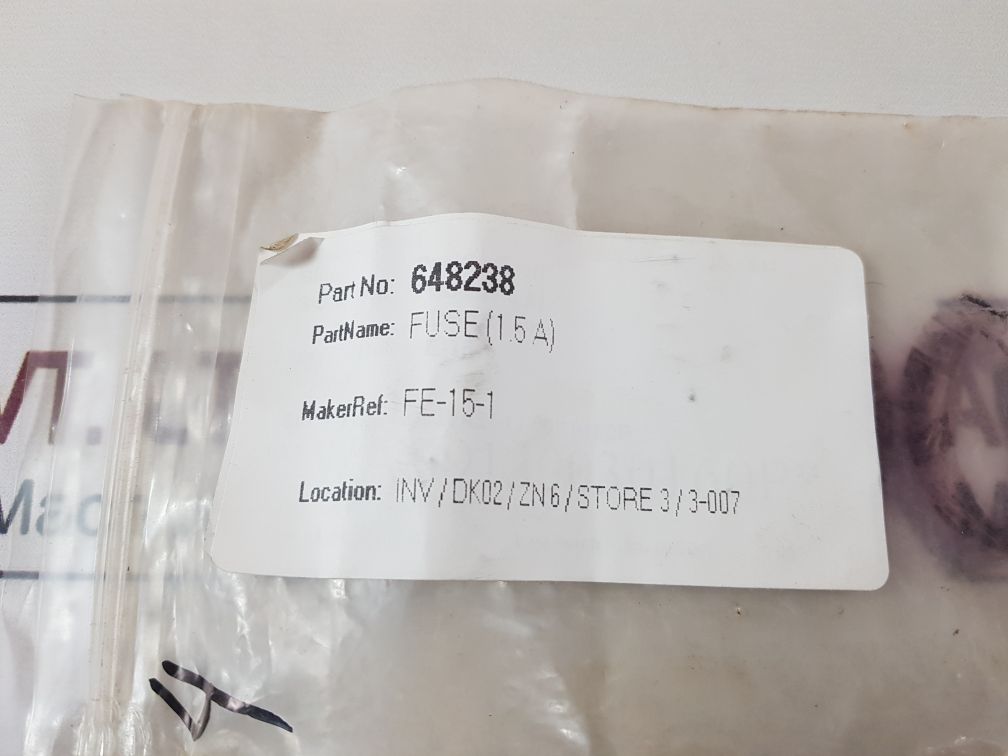 Part No: 648238
PartName: FUSE (1.5 A)
MakerRef: FE-15-1
Location: INV / DK02 / ZN 6 / STORE 3 / 3-007